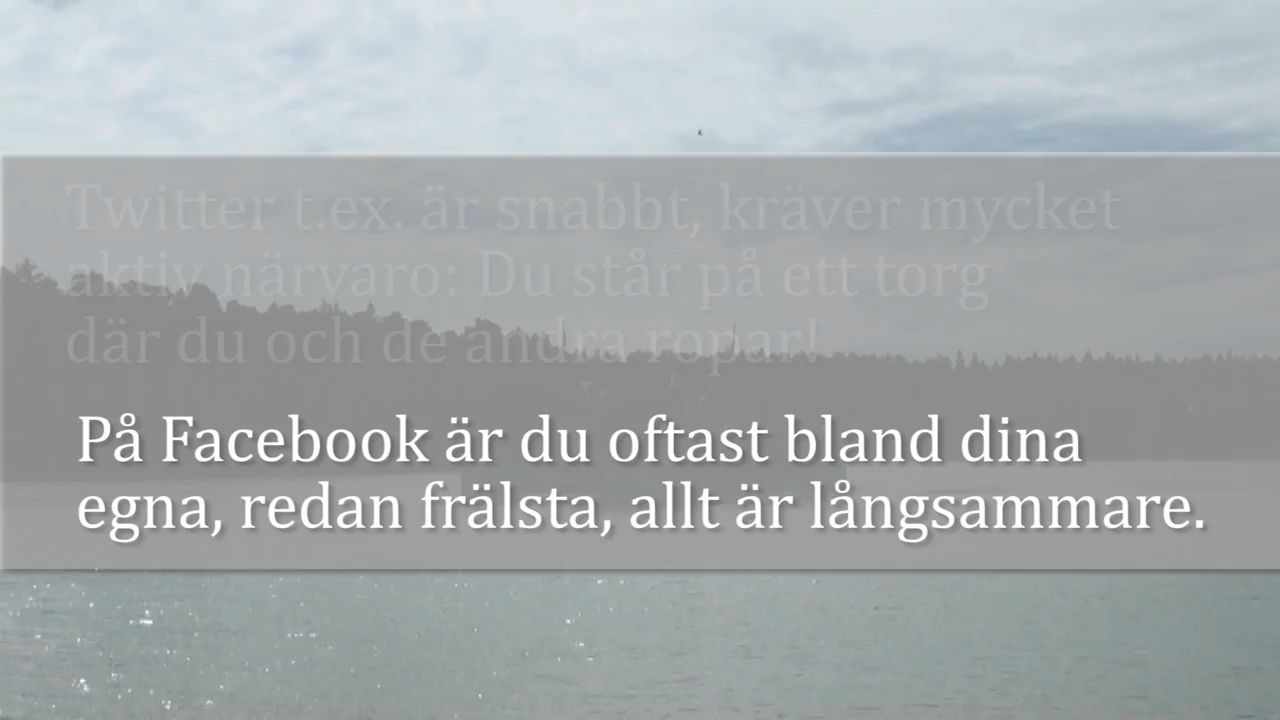 Twitter t.ex. är snabbt, kräver mycket
aktiv närvaro: Du står på ett torg
där du och de andra ropar!
På Facebook är du oftast bland dina
egna, redan frälsta, allt är långsammare.